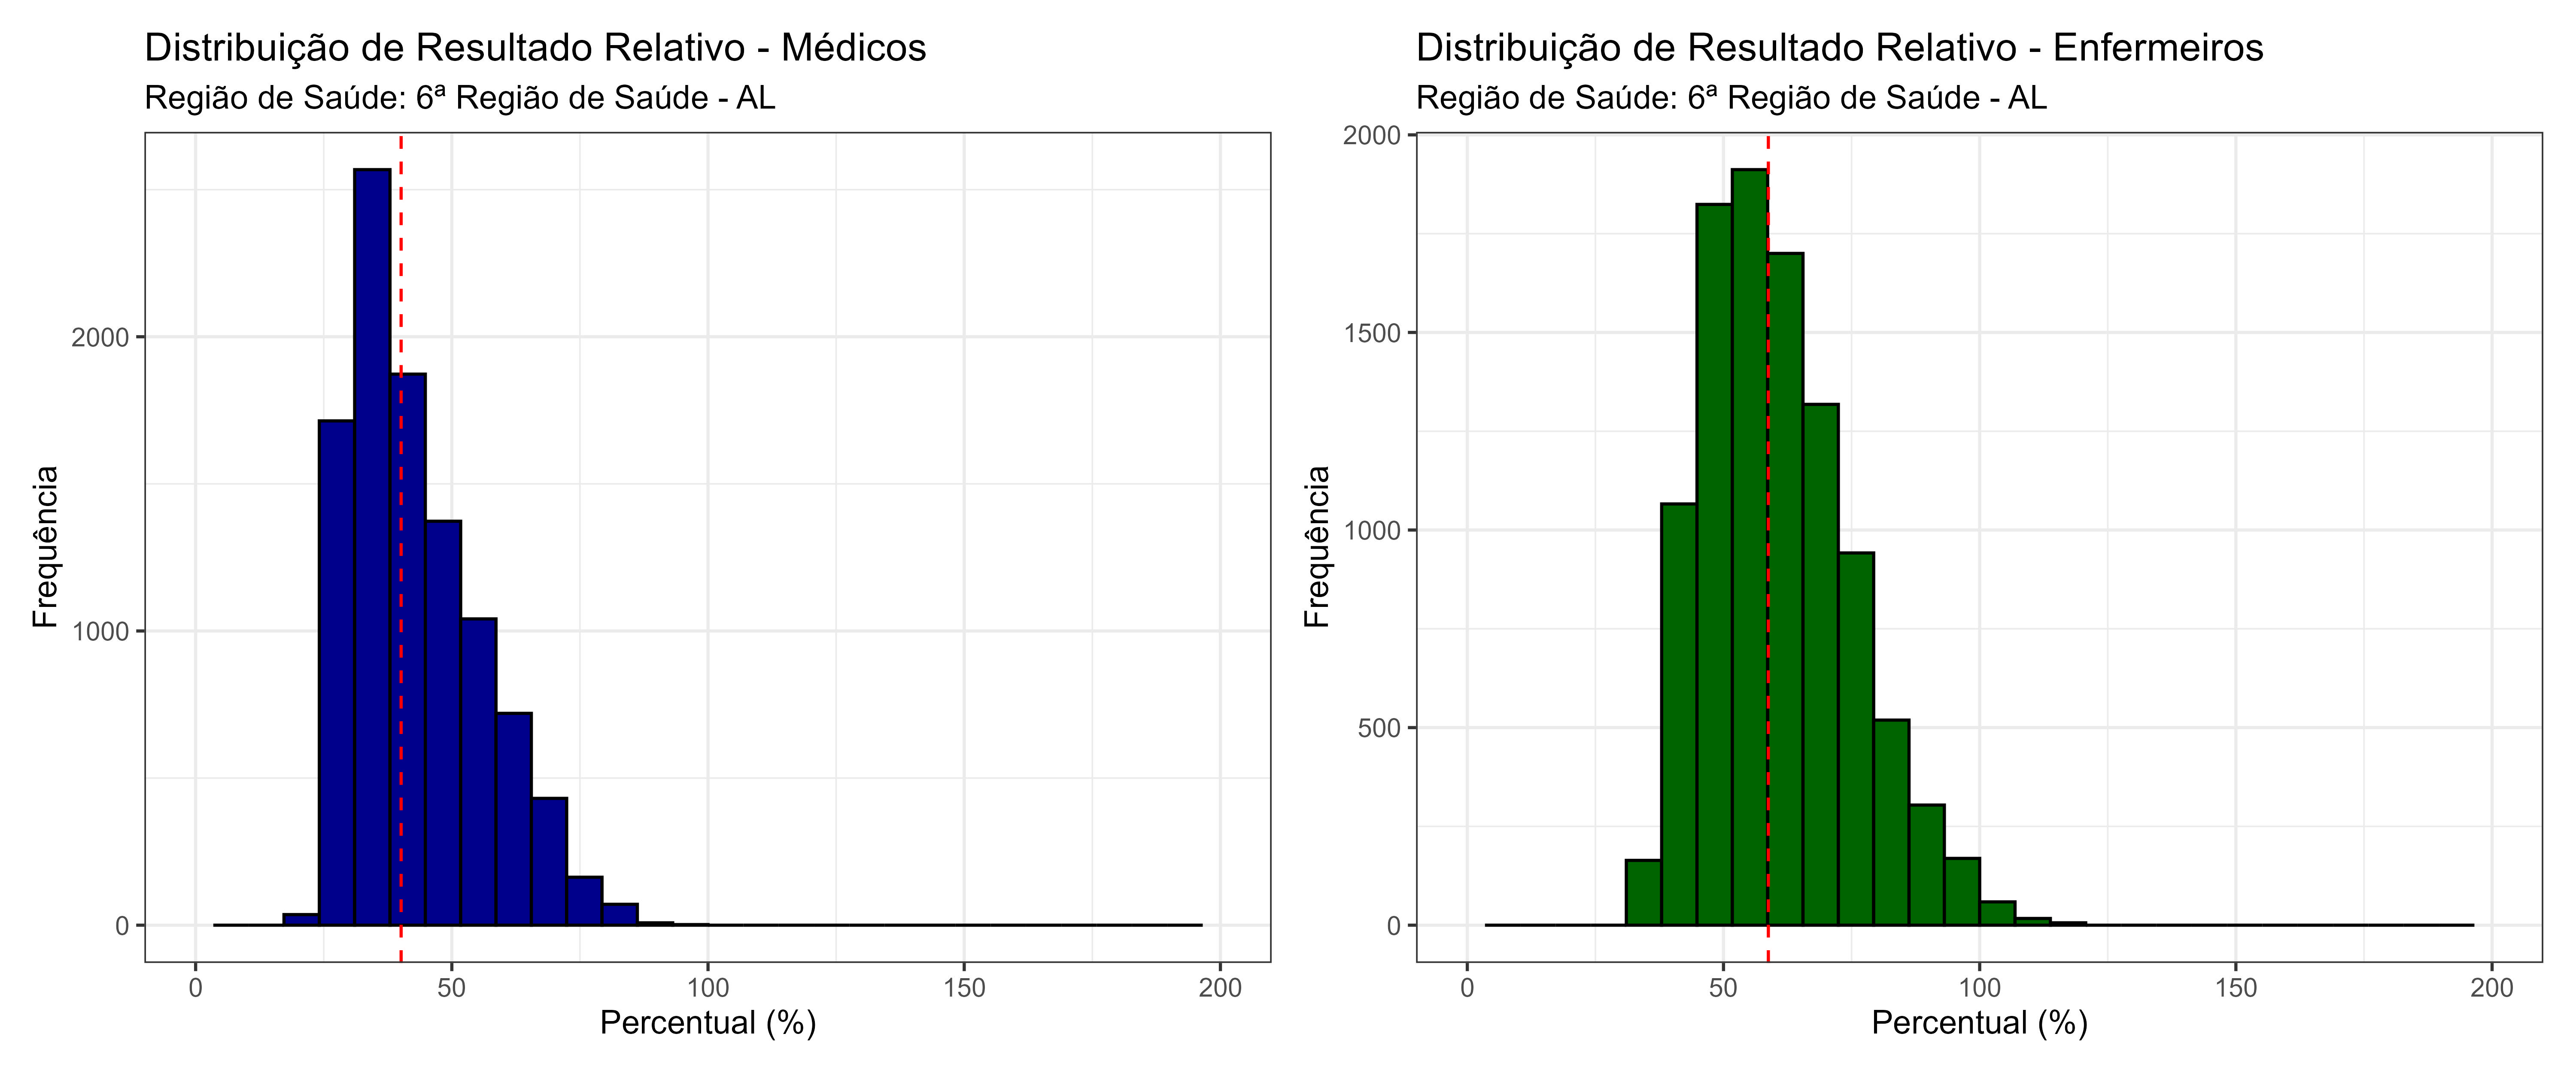 Distribuição de Resultado Relativo - Médicos
Região de Saúde: 6ª Região de Saúde - AL
Frequência
2000
1000
0
0 50 100 150 200
Percentual (%)
Distribuição de Resultado Relativo - Enfermeiros
Região de Saúde: 6ª Região de Saúde - AL
Frequência
2000
1500
1000
500
0
0 50 100 150 200
Percentual (%)